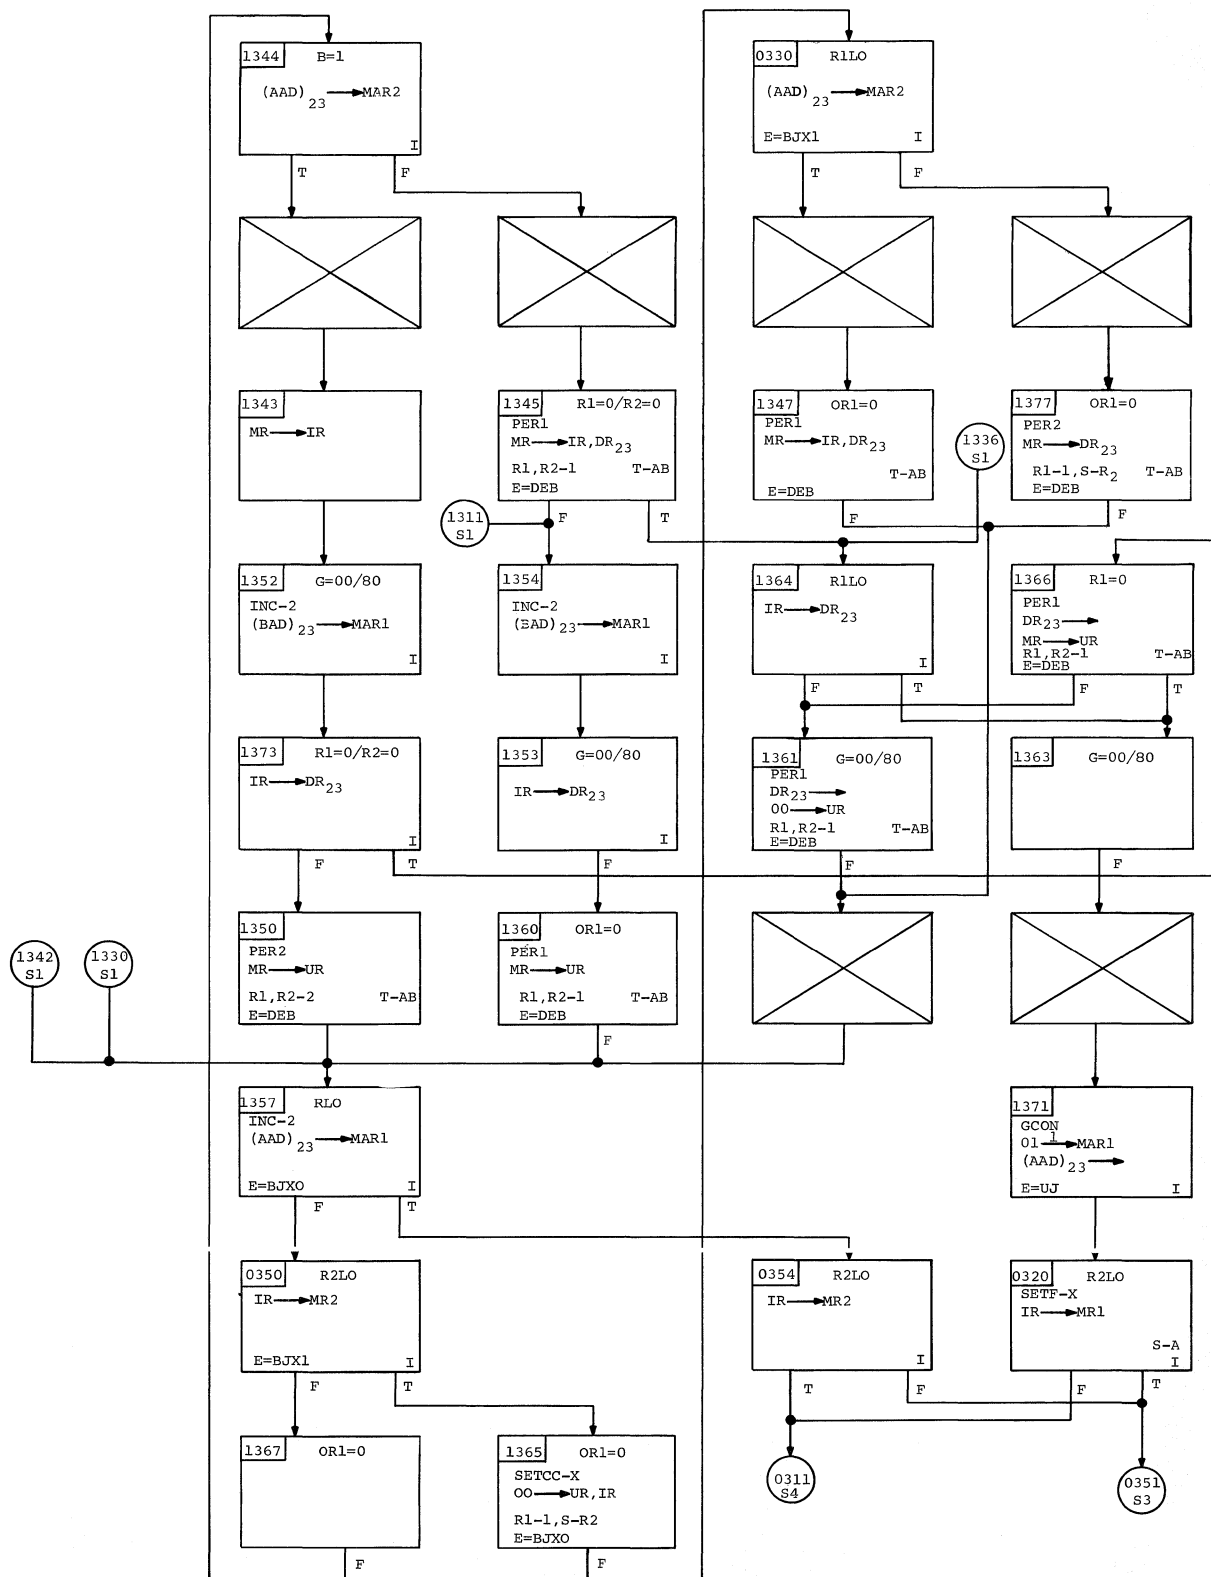 1344 B=1
(AAD)23 → MAR2
I
T F
0330 R1LO
(AAD)23 → MAR2
E=BJX1 I
T F
1343
MR → IR
1345 R1=0/R2=0
PER1
MR → IR,DR23
R1,R2-1 T-AB
E=DEB
F T
1311
S1
1347 OR1=0
PER1
MR → IR,DR23
T-AB
E=DEB
F
1336
S1
1377 OR1=0
PER2
MR → DR23
R1-1,S-R2 T-AB
E=DEB
F
1352 G=00/80
INC-2
(BAD)23 → MAR1
I
1354
INC-2
(BAD)23 → MAR1
I
1364 R1LO
IR → DR23
I
F T
1366 R1=0
PER1
DR23 →
MR → UR
R1,R2-1 T-AB
E=DEB
F T
1373 R1=0/R2=0
IR → DR23
I
F T
1353 G=00/80
IR → DR23
I
F
1361 G=00/80
PER1
DR23 →
00 → UR
R1,R2-1 T-AB
E=DEB
F
1363 G=00/80
F
1342
S1
1330
S1
1350
PER2
MR → UR
R1,R2-2 T-AB
E=DEB
1360 OR1=0
PER1
MR → UR
R1,R2-1 T-AB
E=DEB
F
1357 RLO
INC-2
(AAD)23 → MAR1
E=BJX0 I
F T
1371
GCON
01 1 → MAR1
(AAD)23 →
E=UJ I
0350 R2LO
IR → MR2
E=BJX1 I
F T
0354 R2LO
IR → MR2
I
T F
0320 R2LO
SETF-X
IR → MR1
S-A
I
F T
1367 OR1=0
F
1365 OR1=0
SETCC-X
00 → UR,IR
R1-1,S-R2
E=BJX0
F
0311
S4
0351
S3